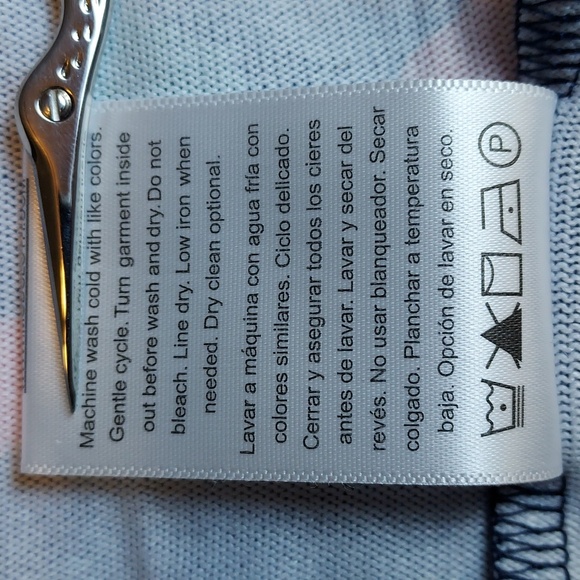 Machine wash cold with like colors.
Gentle cycle. Turn garment inside
out before wash and dry. Do not
bleach. Line dry. Low iron when
needed. Dry clean optional.
Lavar a máquina con agua fría con
colores similares. Ciclo delicado.
Cerrar y asegurar todos los cieres
antes de lavar. Lavar y secar del
revés. No usar blanqueador. Secar
colgado. Planchar a temperatura
baja. Opción de lavar en seco.
P